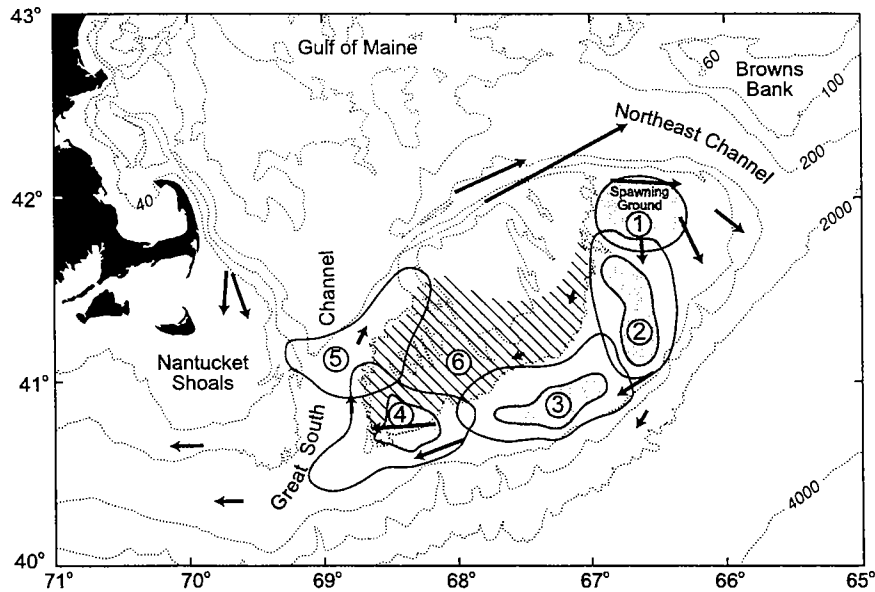 43°
Gulf of Maine
60
Browns
Bank
100
Northeast Channel
200
42°
40
Spawning
Ground
1
2000
2
Channel
5
6
Nantucket
Shoals
41°
3
4
Great South
4000
40°
71° 70° 69° 68° 67° 66° 65°